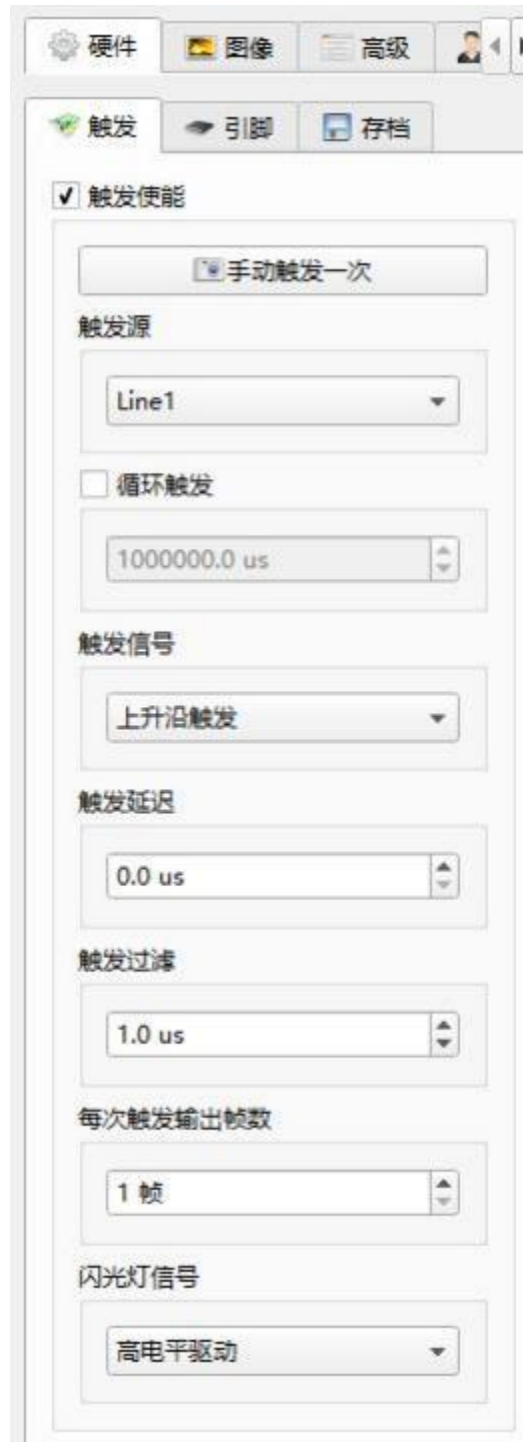 硬件 图像 高级
触发 引脚 存档
触发使能
手动触发一次
触发源
Line1
循环触发
1000000.0 us
触发信号
上升沿触发
触发延迟
0.0 us
触发过滤
1.0 us
每次触发输出帧数
1 帧
闪光灯信号
高电平驱动